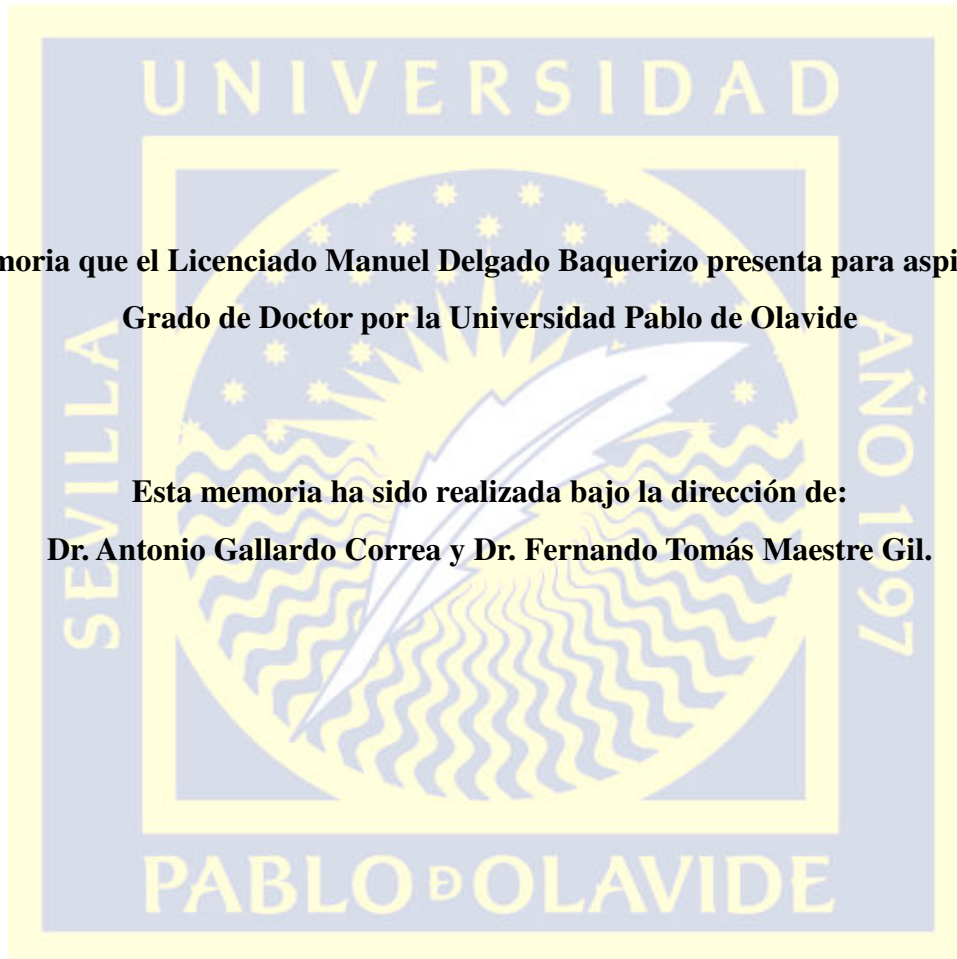 UNIVERSIDAD
moria que el Licenciado Manuel Delgado Baquerizo presenta para aspi
Grado de Doctor por la Universidad Pablo de Olavide
SEVILLA
AÑO 1997
Esta memoria ha sido realizada bajo la dirección de:
Dr. Antonio Gallardo Correa y Dr. Fernando Tomás Maestre Gil.
PABLO DE OLAVIDE